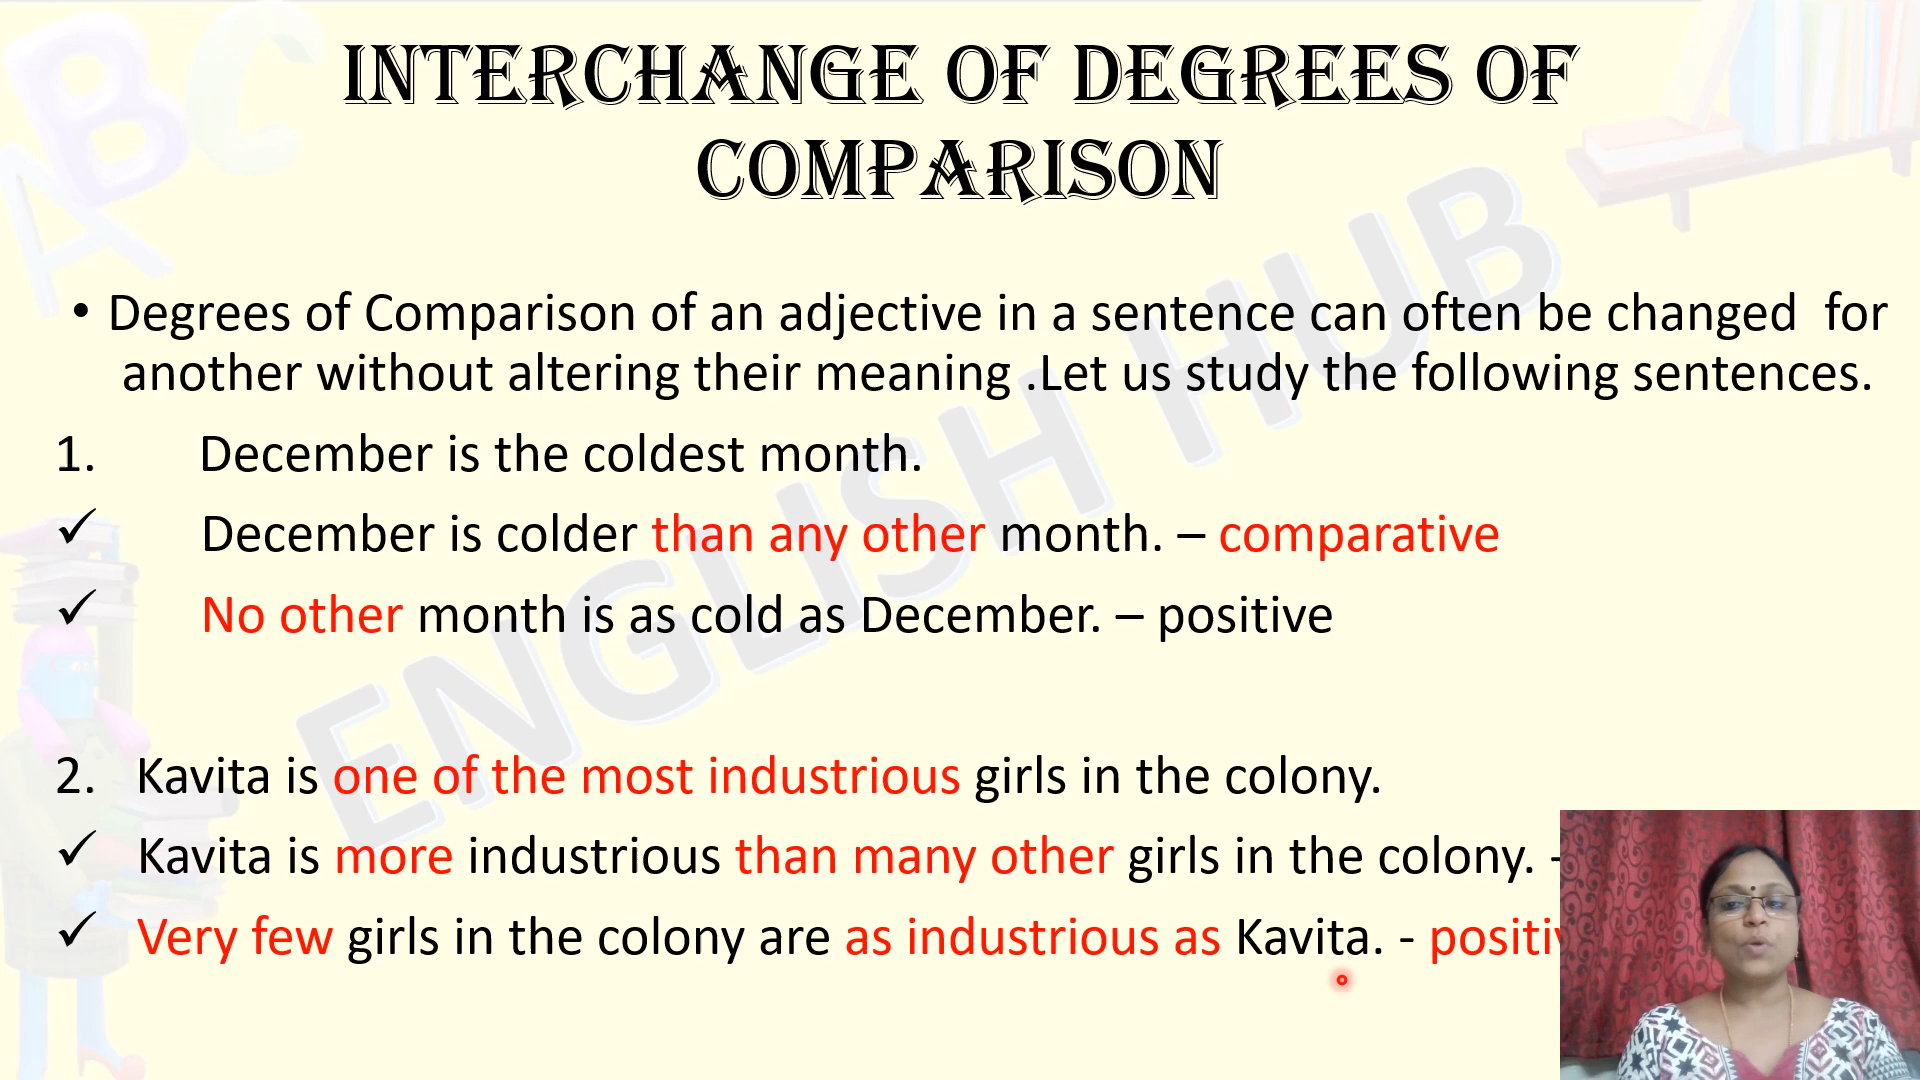 INTERCHANGE OF DEGREES OF
COMPARISON
• Degrees of Comparison of an adjective in a sentence can often be changed for
another without altering their meaning .Let us study the following sentences.
1. December is the coldest month.
✓ December is colder than any other month. – comparative
✓ No other month is as cold as December. – positive
2. Kavita is one of the most industrious girls in the colony.
✓ Kavita is more industrious than many other girls in the colony. -
✓ Very few girls in the colony are as industrious as Kavita. -
ENGLISH HUB
ABC